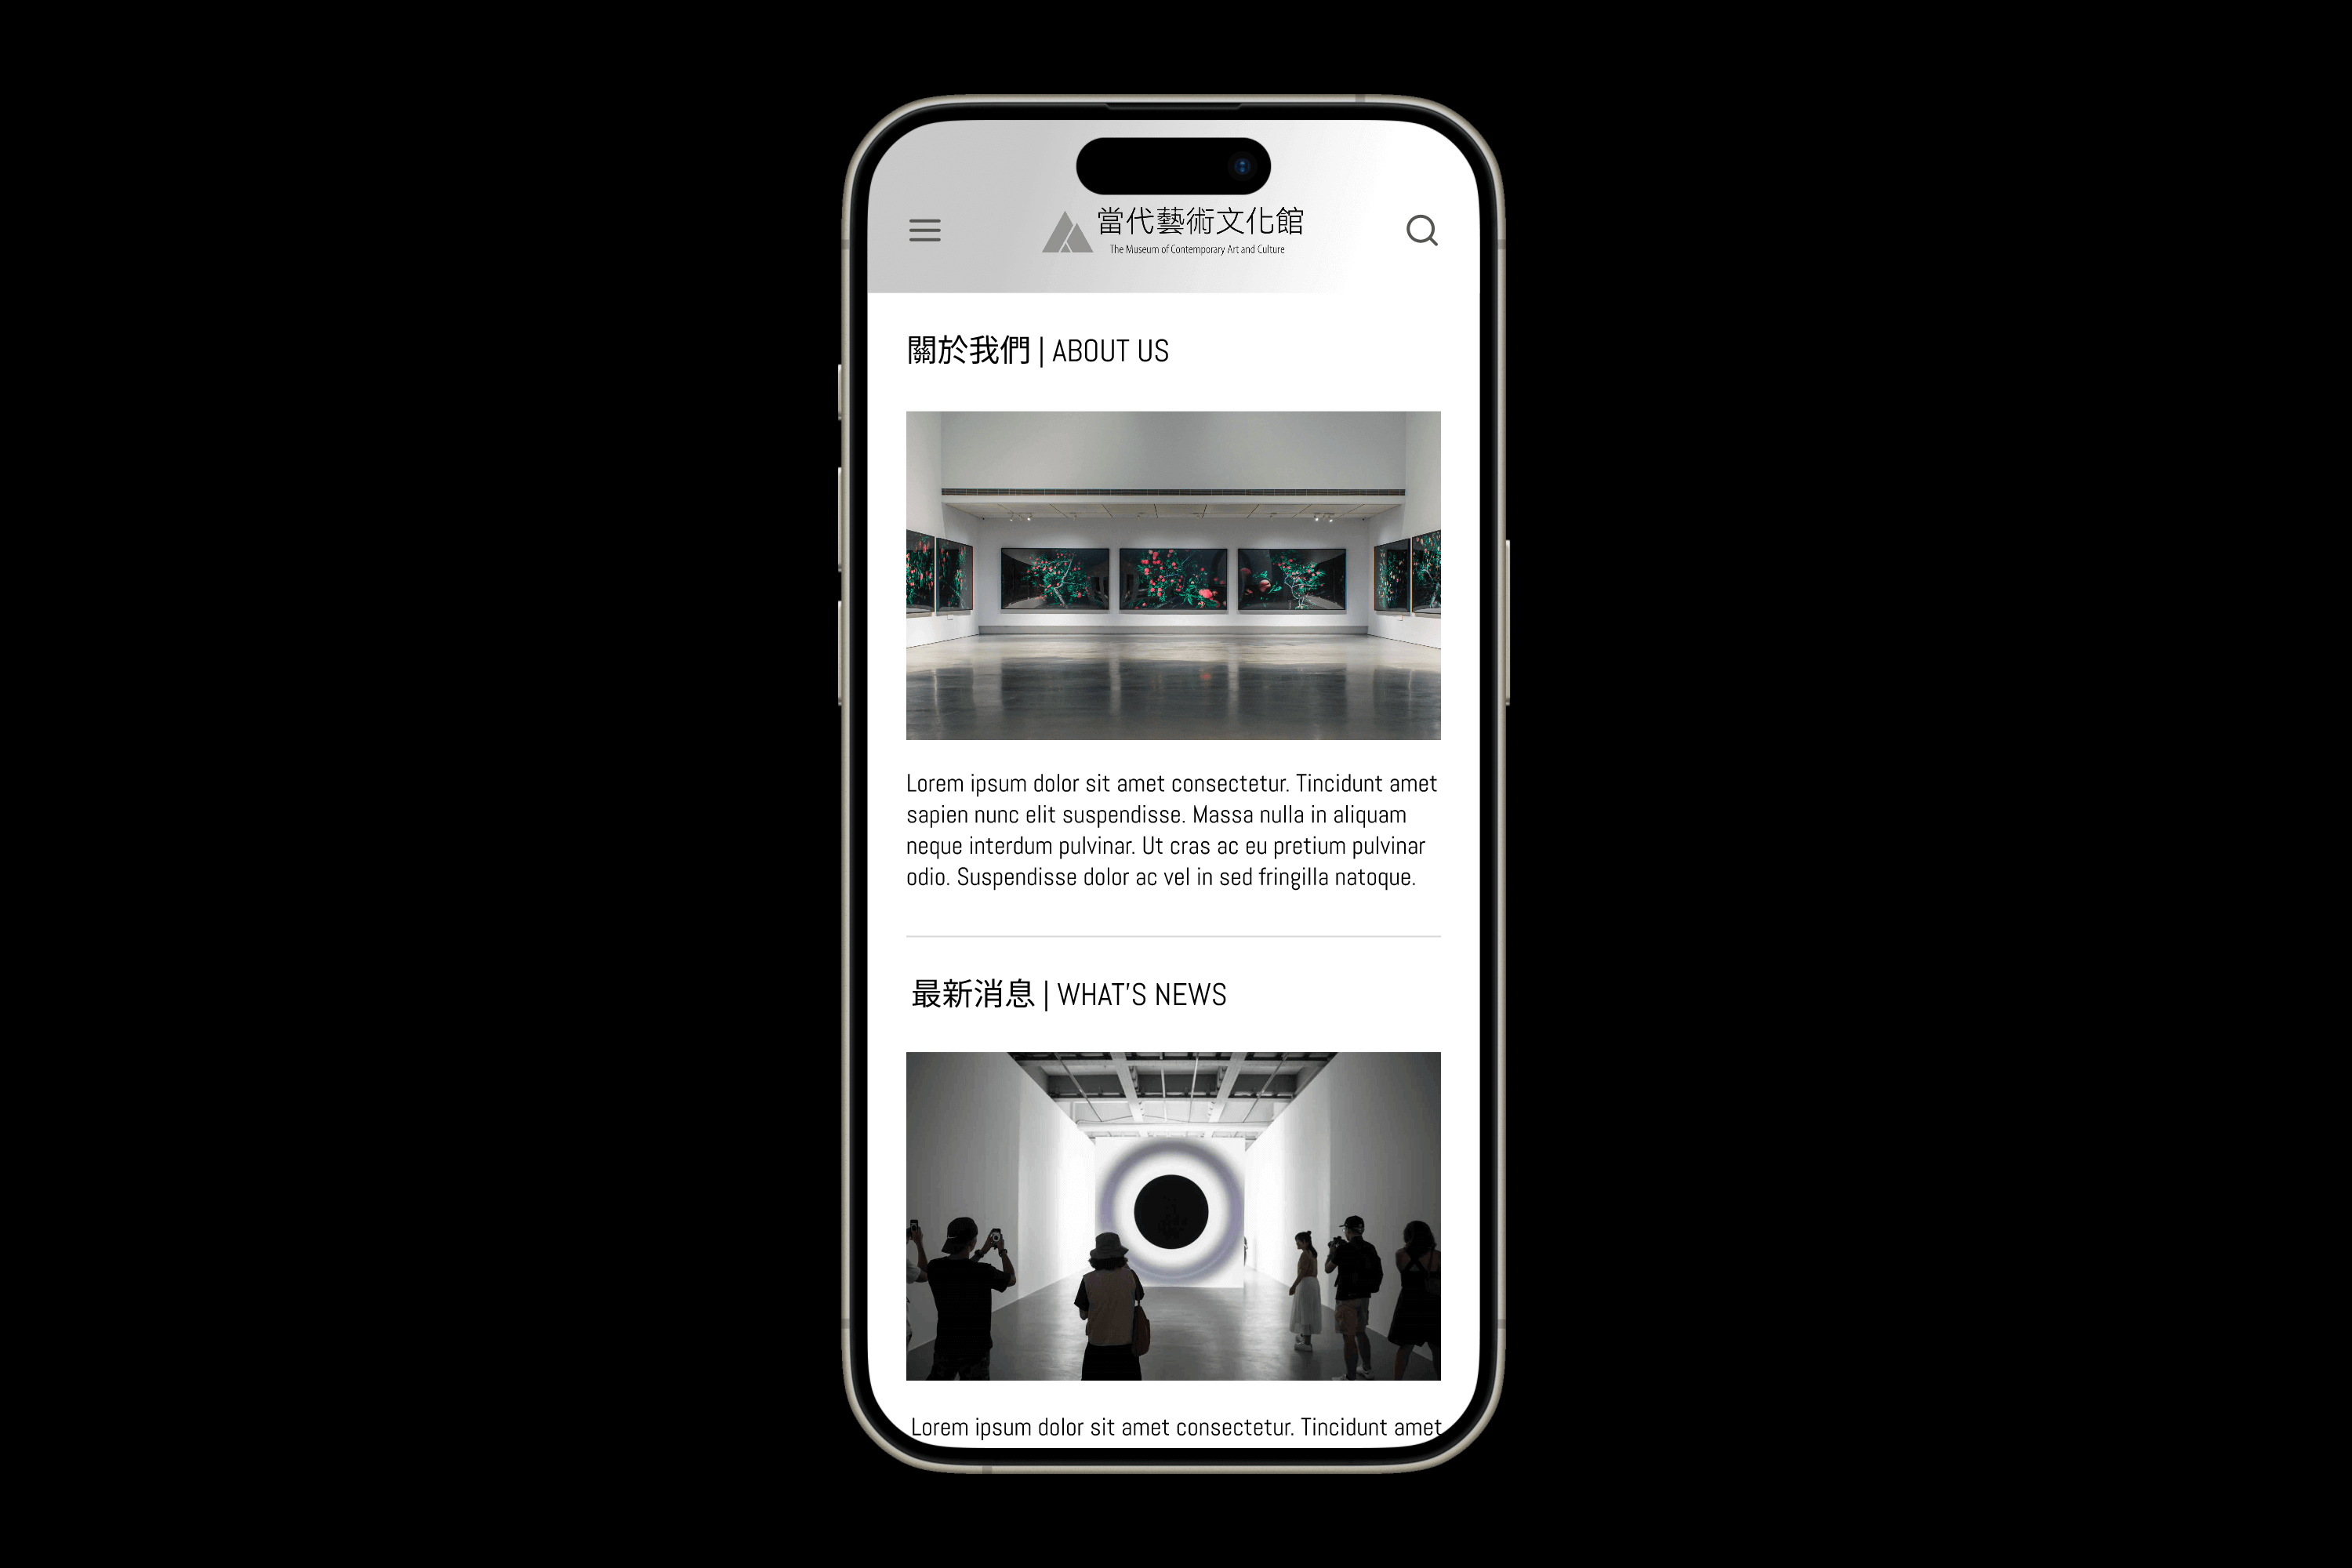 當代藝術文化館
The Museum of Contemporary Art and Culture
關於我們 | ABOUT US
Lorem ipsum dolor sit amet consectetur. Tincidunt amet
sapien nunc elit suspendisse. Massa nulla in aliquam
neque interdum pulvinar. Ut cras ac eu pretium pulvinar
odio. Suspendisse dolor ac vel in sed fringilla natoque.
最新消息 | WHAT'S NEWS
Lorem ipsum dolor sit amet consectetur. Tincidunt amet